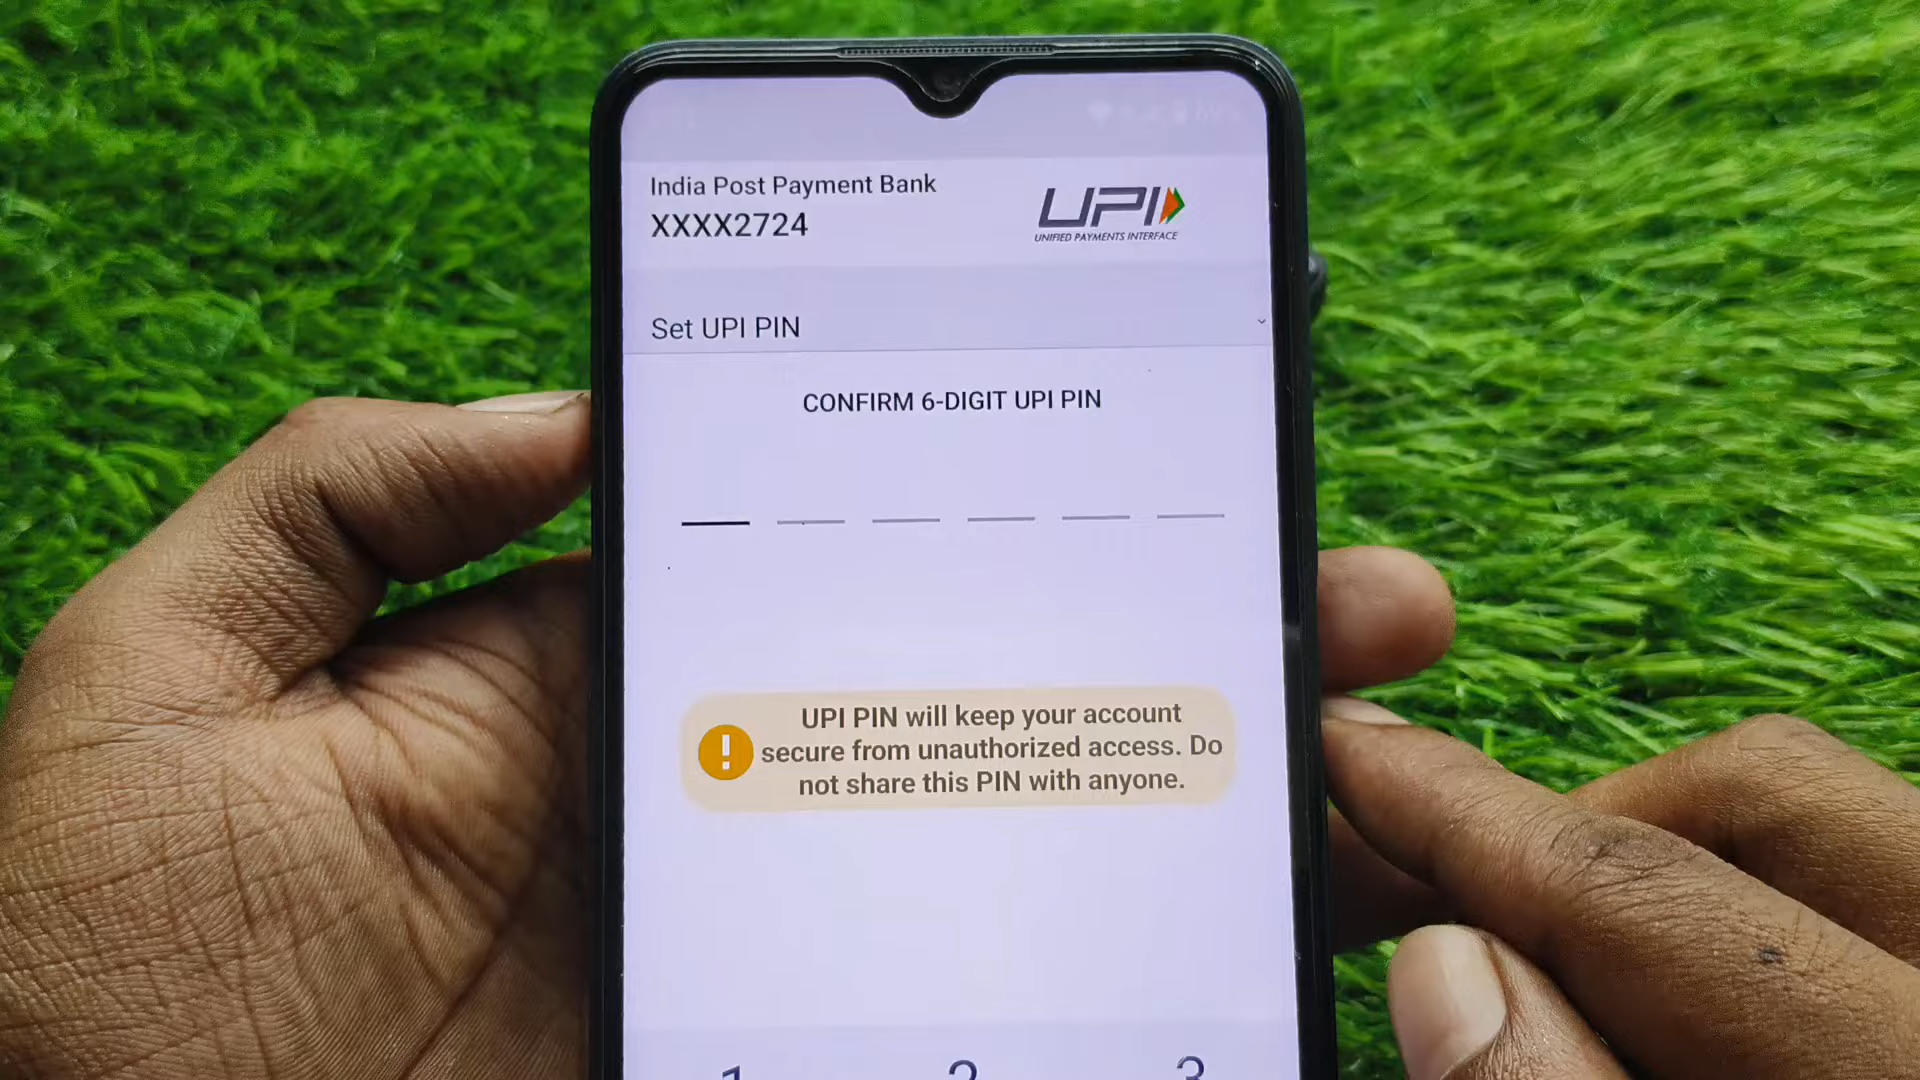 India Post Payment Bank
XXXX2724
UPI
UNIFIED PAYMENTS INTERFACE
Set UPI PIN
CONFIRM 6-DIGIT UPI PIN
UPI PIN will keep your account
secure from unauthorized access. Do
not share this PIN with anyone.
1 2 3